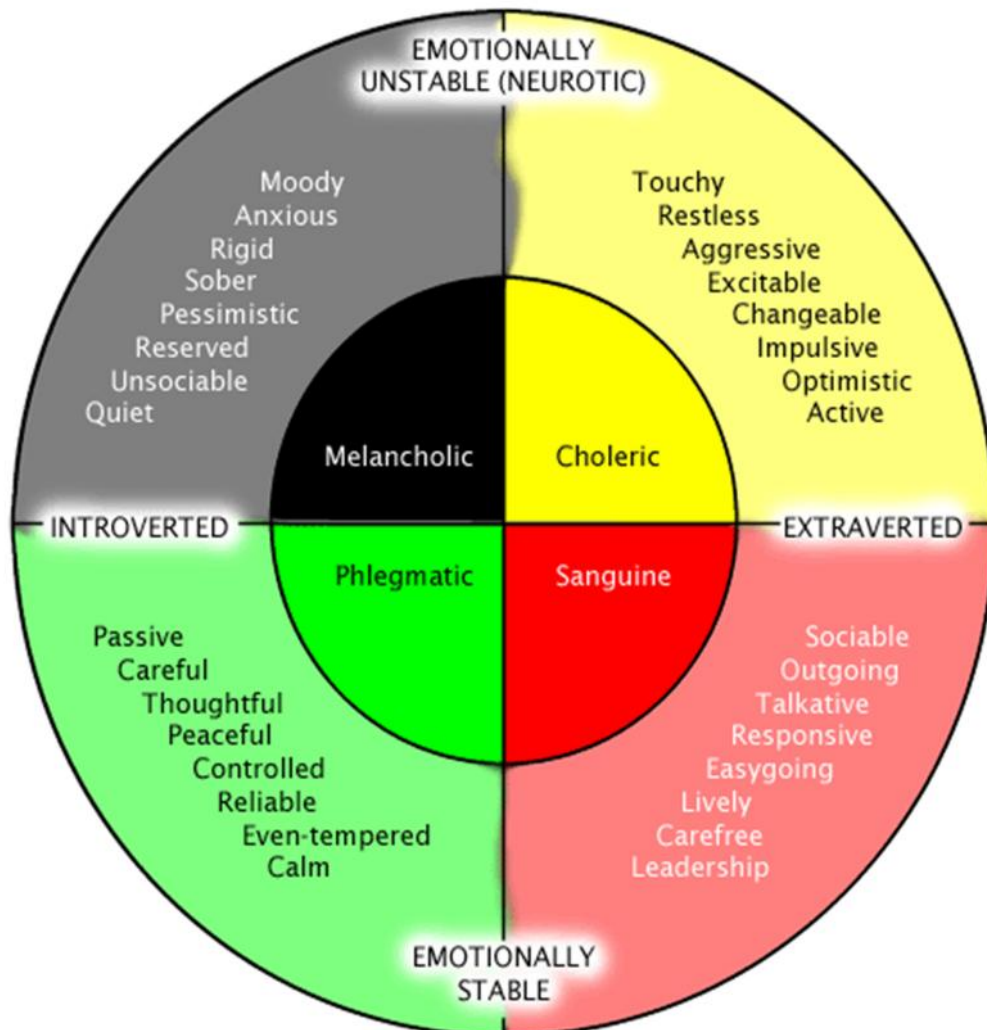 EMOTIONALLY
UNSTABLE (NEUROTIC)
Moody
Anxious
Rigid
Sober
Pessimistic
Reserved
Unsociable
Quiet
Touchy
Restless
Aggressive
Excitable
Changeable
Impulsive
Optimistic
Active
Melancholic
Choleric
INTROVERTED
EXTRAVERTED
Phlegmatic
Sanguine
Passive
Careful
Thoughtful
Peaceful
Controlled
Reliable
Even-tempered
Calm
Sociable
Outgoing
Talkative
Responsive
Easygoing
Lively
Carefree
Leadership
EMOTIONALLY
STABLE